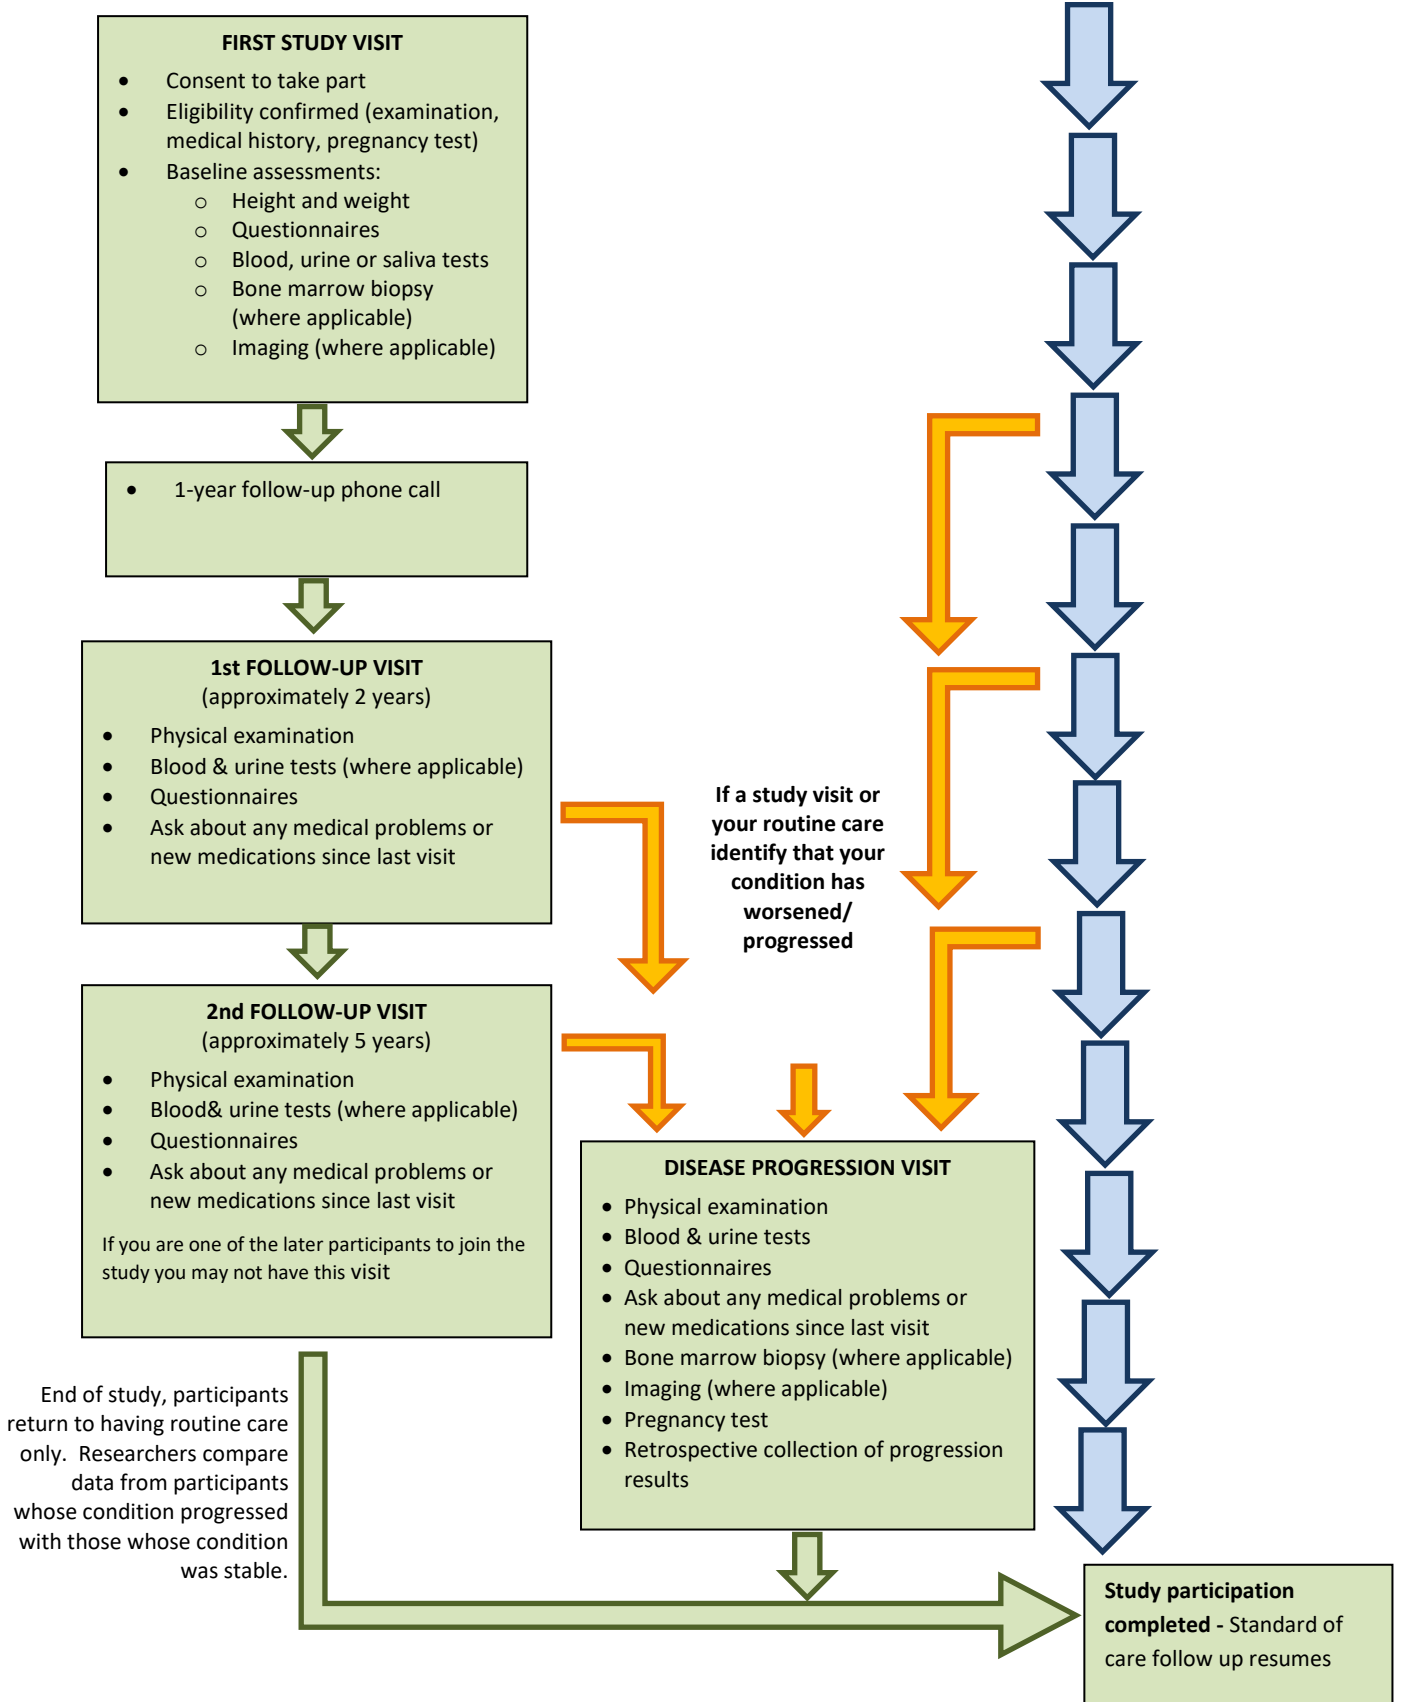 FIRST STUDY VISIT
• Consent to take part
• Eligibility confirmed (examination,
medical history, pregnancy test)
• Baseline assessments:
o Height and weight
o Questionnaires
o Blood, urine or saliva tests
o Bone marrow biopsy
(where applicable)
o Imaging (where applicable)
• 1-year follow-up phone call
1st FOLLOW-UP VISIT
(approximately 2 years)
• Physical examination
• Blood & urine tests (where applicable)
• Questionnaires
• Ask about any medical problems or
new medications since last visit
If a study visit or
your routine care
identify that your
condition has
worsened/
progressed
2nd FOLLOW-UP VISIT
(approximately 5 years)
• Physical examination
• Blood& urine tests (where applicable)
• Questionnaires
• Ask about any medical problems or
new medications since last visit
If you are one of the later participants to join the
study you may not have this visit
DISEASE PROGRESSION VISIT
• Physical examination
• Blood & urine tests
• Questionnaires
• Ask about any medical problems or
new medications since last visit
• Bone marrow biopsy (where applicable)
• Imaging (where applicable)
• Pregnancy test
• Retrospective collection of progression
results
End of study, participants
return to having routine care
only. Researchers compare
data from participants
whose condition progressed
with those whose condition
was stable.
Study participation
completed - Standard of
care follow up resumes